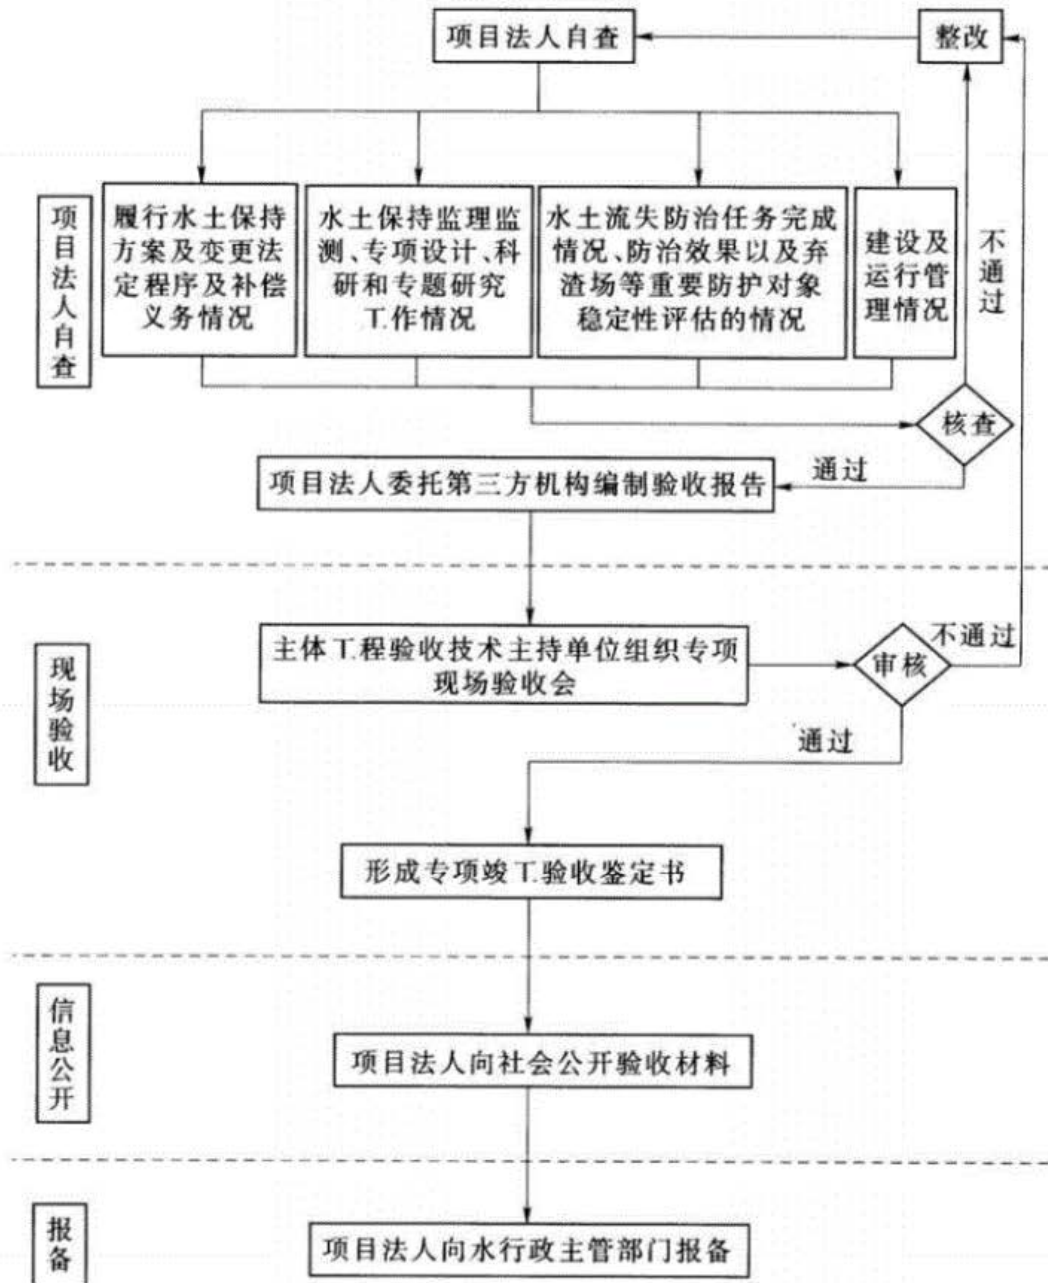 项目法人自查
整改
项目法人自查
履行水土保持
方案及变更法
定程序及补偿
义务情况
水土保持监理监
测、专项设计、科
研和专题研究
工作情况
水土流失防治任务完成
情况、防治效果以及弃
渣场等重要防护对象
稳定性评估的情况
建设及
运行管
理情况
不通过
核查
通过
项目法人委托第三方机构编制验收报告
现场验收
主体工程验收技术主持单位组织专项
现场验收会
审核
不通过
通过
形成专项竣工验收鉴定书
信息公开
项目法人向社会公开验收材料
报备
项目法人向水行政主管部门报备